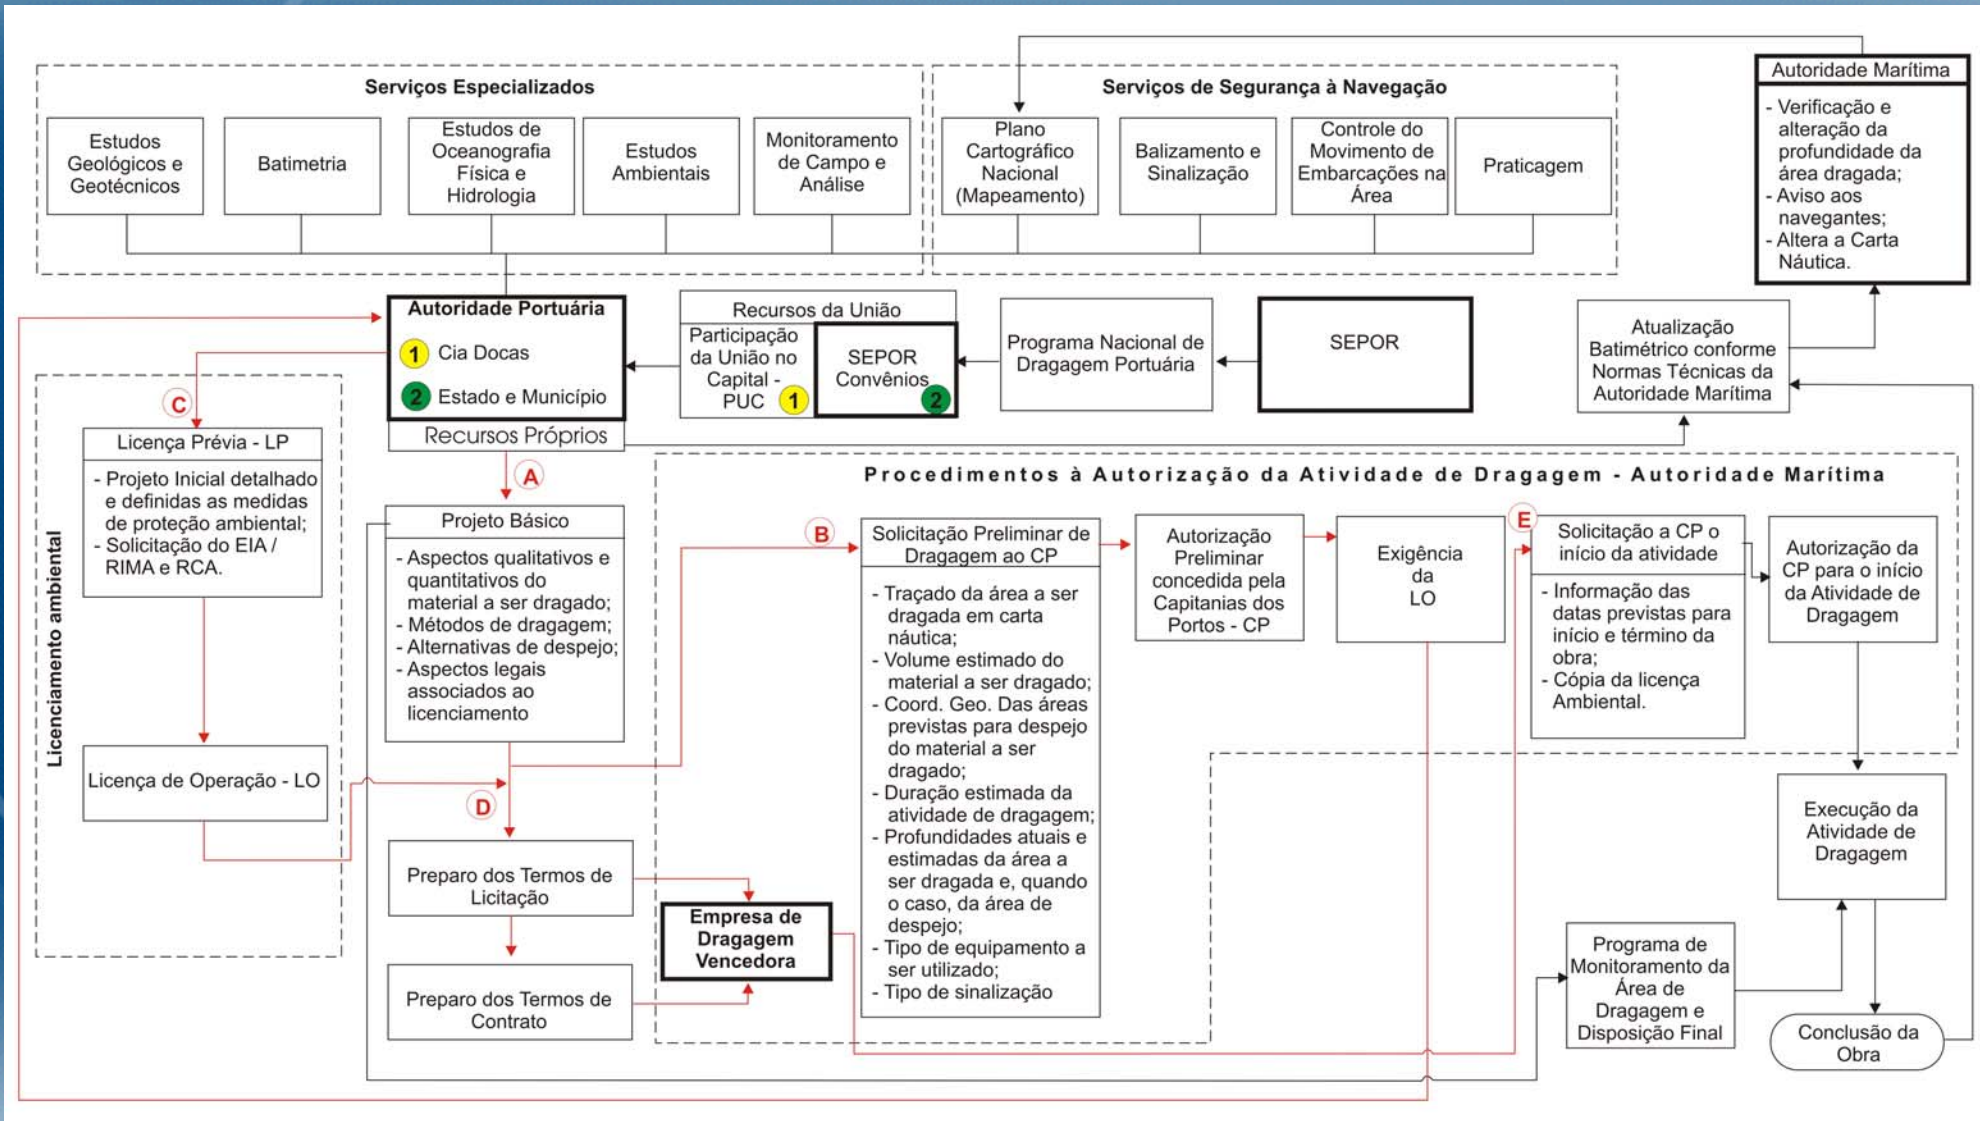 Serviços Especializados
Estudos
Geológicos e
Geotécnicos
Batimetria
Estudos de
Oceanografia
Física e
Hidrologia
Estudos
Ambientais
Monitoramento
de Campo e
Análise
Serviços de Segurança à Navegação
Plano
Cartográfico
Nacional
(Mapeamento)
Balizamento e
Sinalização
Controle do
Movimento de
Embarcações na
Área
Praticagem
Autoridade Marítima
- Verificação e
alteração da
profundidade da
área dragada;
- Aviso aos
navegantes;
- Altera a Carta
Náutica.
Autoridade Portuária
1 Cia Docas
2 Estado e Município
Recursos Próprios
Recursos da União
Participação
da União no
Capital -
PUC 1
SEPOR
Convênios
2
Programa Nacional de
Dragagem Portuária
SEPOR
Atualização
Batimétrico conforme
Normas Técnicas da
Autoridade Marítima
Licenciamento ambiental
C
Licença Prévia - LP
- Projeto Inicial detalhado
e definidas as medidas
de proteção ambiental;
- Solicitação do EIA /
RIMA e RCA.
Licença de Operação - LO
A
Projeto Básico
- Aspectos qualitativos e
quantitativos do
material a ser dragado;
- Métodos de dragagem;
- Alternativas de despejo;
- Aspectos legais
associados ao
licenciamento
D
Preparo dos Termos de
Licitação
Preparo dos Termos de
Contrato
Empresa de
Dragagem
Vencedora
Procedimentos à Autorização da Atividade de Dragagem - Autoridade Marítima
B
Solicitação Preliminar de
Dragagem ao CP
- Traçado da área a ser
dragada em carta
náutica;
- Volume estimado do
material a ser dragado;
- Coord. Geo. Das áreas
previstas para despejo
do material a ser
dragado;
- Duração estimada da
atividade de dragagem;
- Profundidades atuais e
estimadas da área a
ser dragada e, quando
o caso, da área de
despejo;
- Tipo de equipamento a
ser utilizado;
- Tipo de sinalização
Autorização
Preliminar
concedida pela
Capitanias dos
Portos - CP
Exigência
da
LO
E
Solicitação a CP o
início da atividade
- Informação das
datas previstas para
início e término da
obra;
- Cópia da licença
Ambiental.
Autorização da
CP para o início
da Atividade de
Dragagem
Execução da
Atividade de
Dragagem
Programa de
Monitoramento da
Área de
Dragagem e
Disposição Final
Conclusão da
Obra